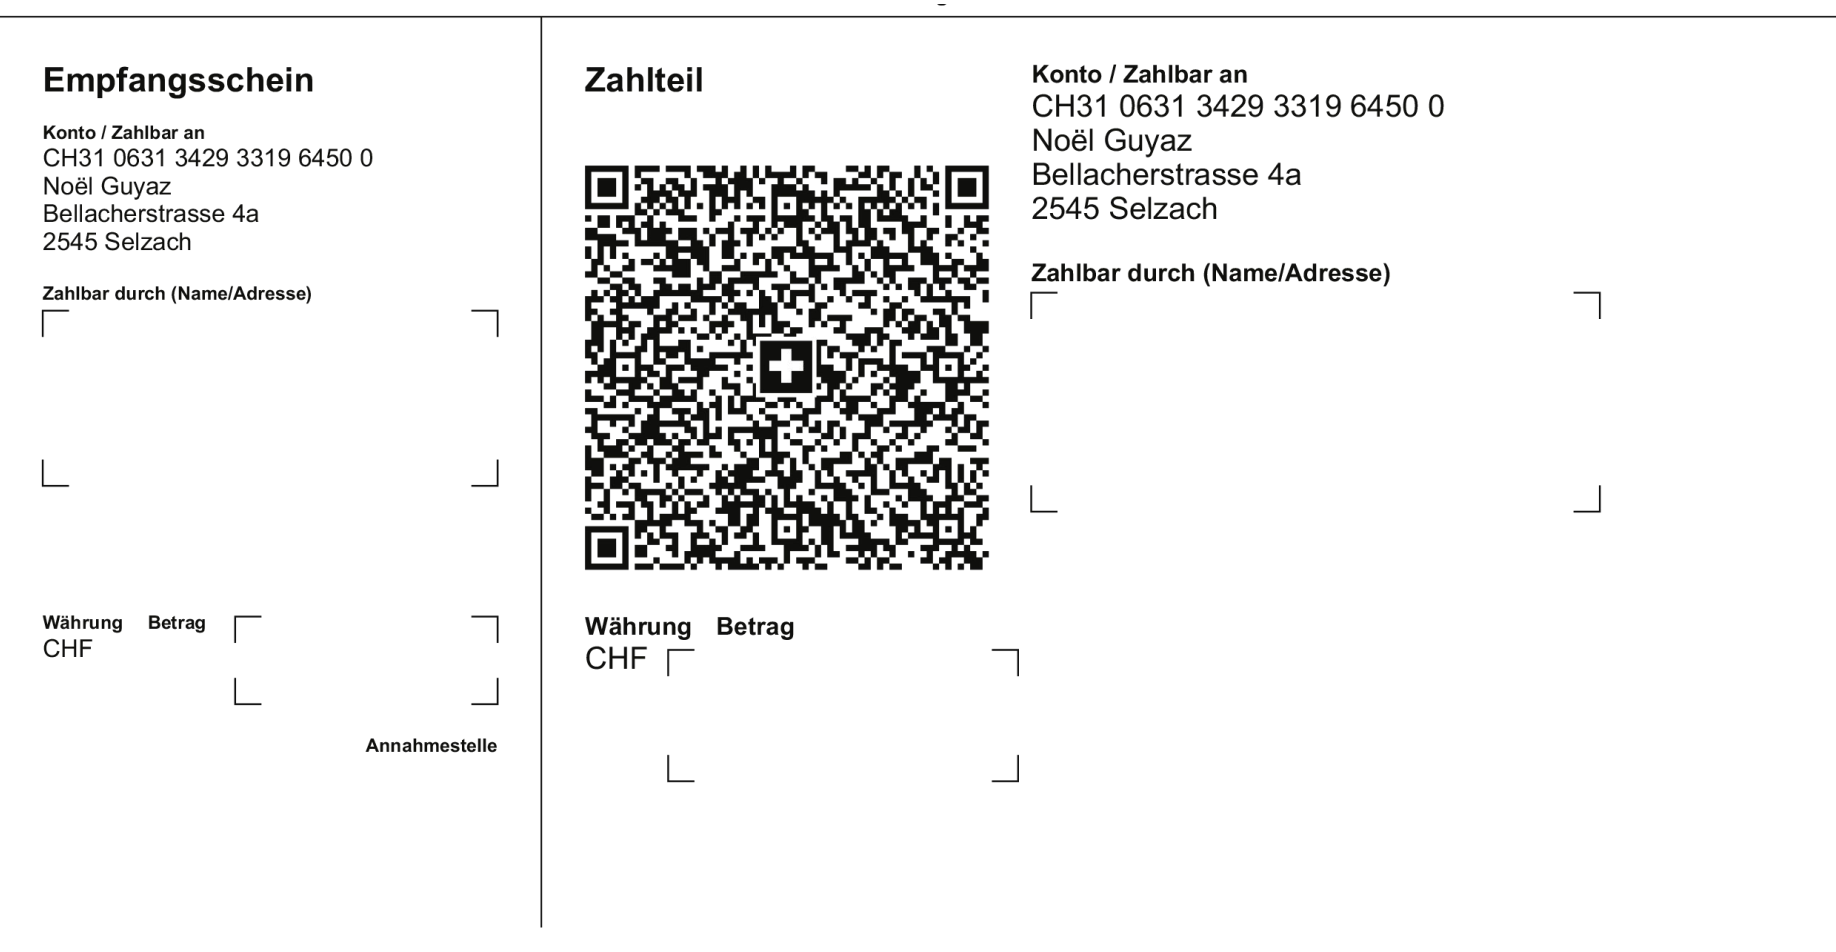 Empfangsschein
Konto / Zahlbar an
CH31 0631 3429 3319 6450 0
Noël Guyaz
Bellacherstrasse 4a
2545 Selzach
Zahlbar durch (Name/Adresse)
Währung Betrag
CHF
Annahmestelle
Zahlteil
Währung Betrag
CHF
Konto / Zahlbar an
CH31 0631 3429 3319 6450 0
Noël Guyaz
Bellacherstrasse 4a
2545 Selzach
Zahlbar durch (Name/Adresse)